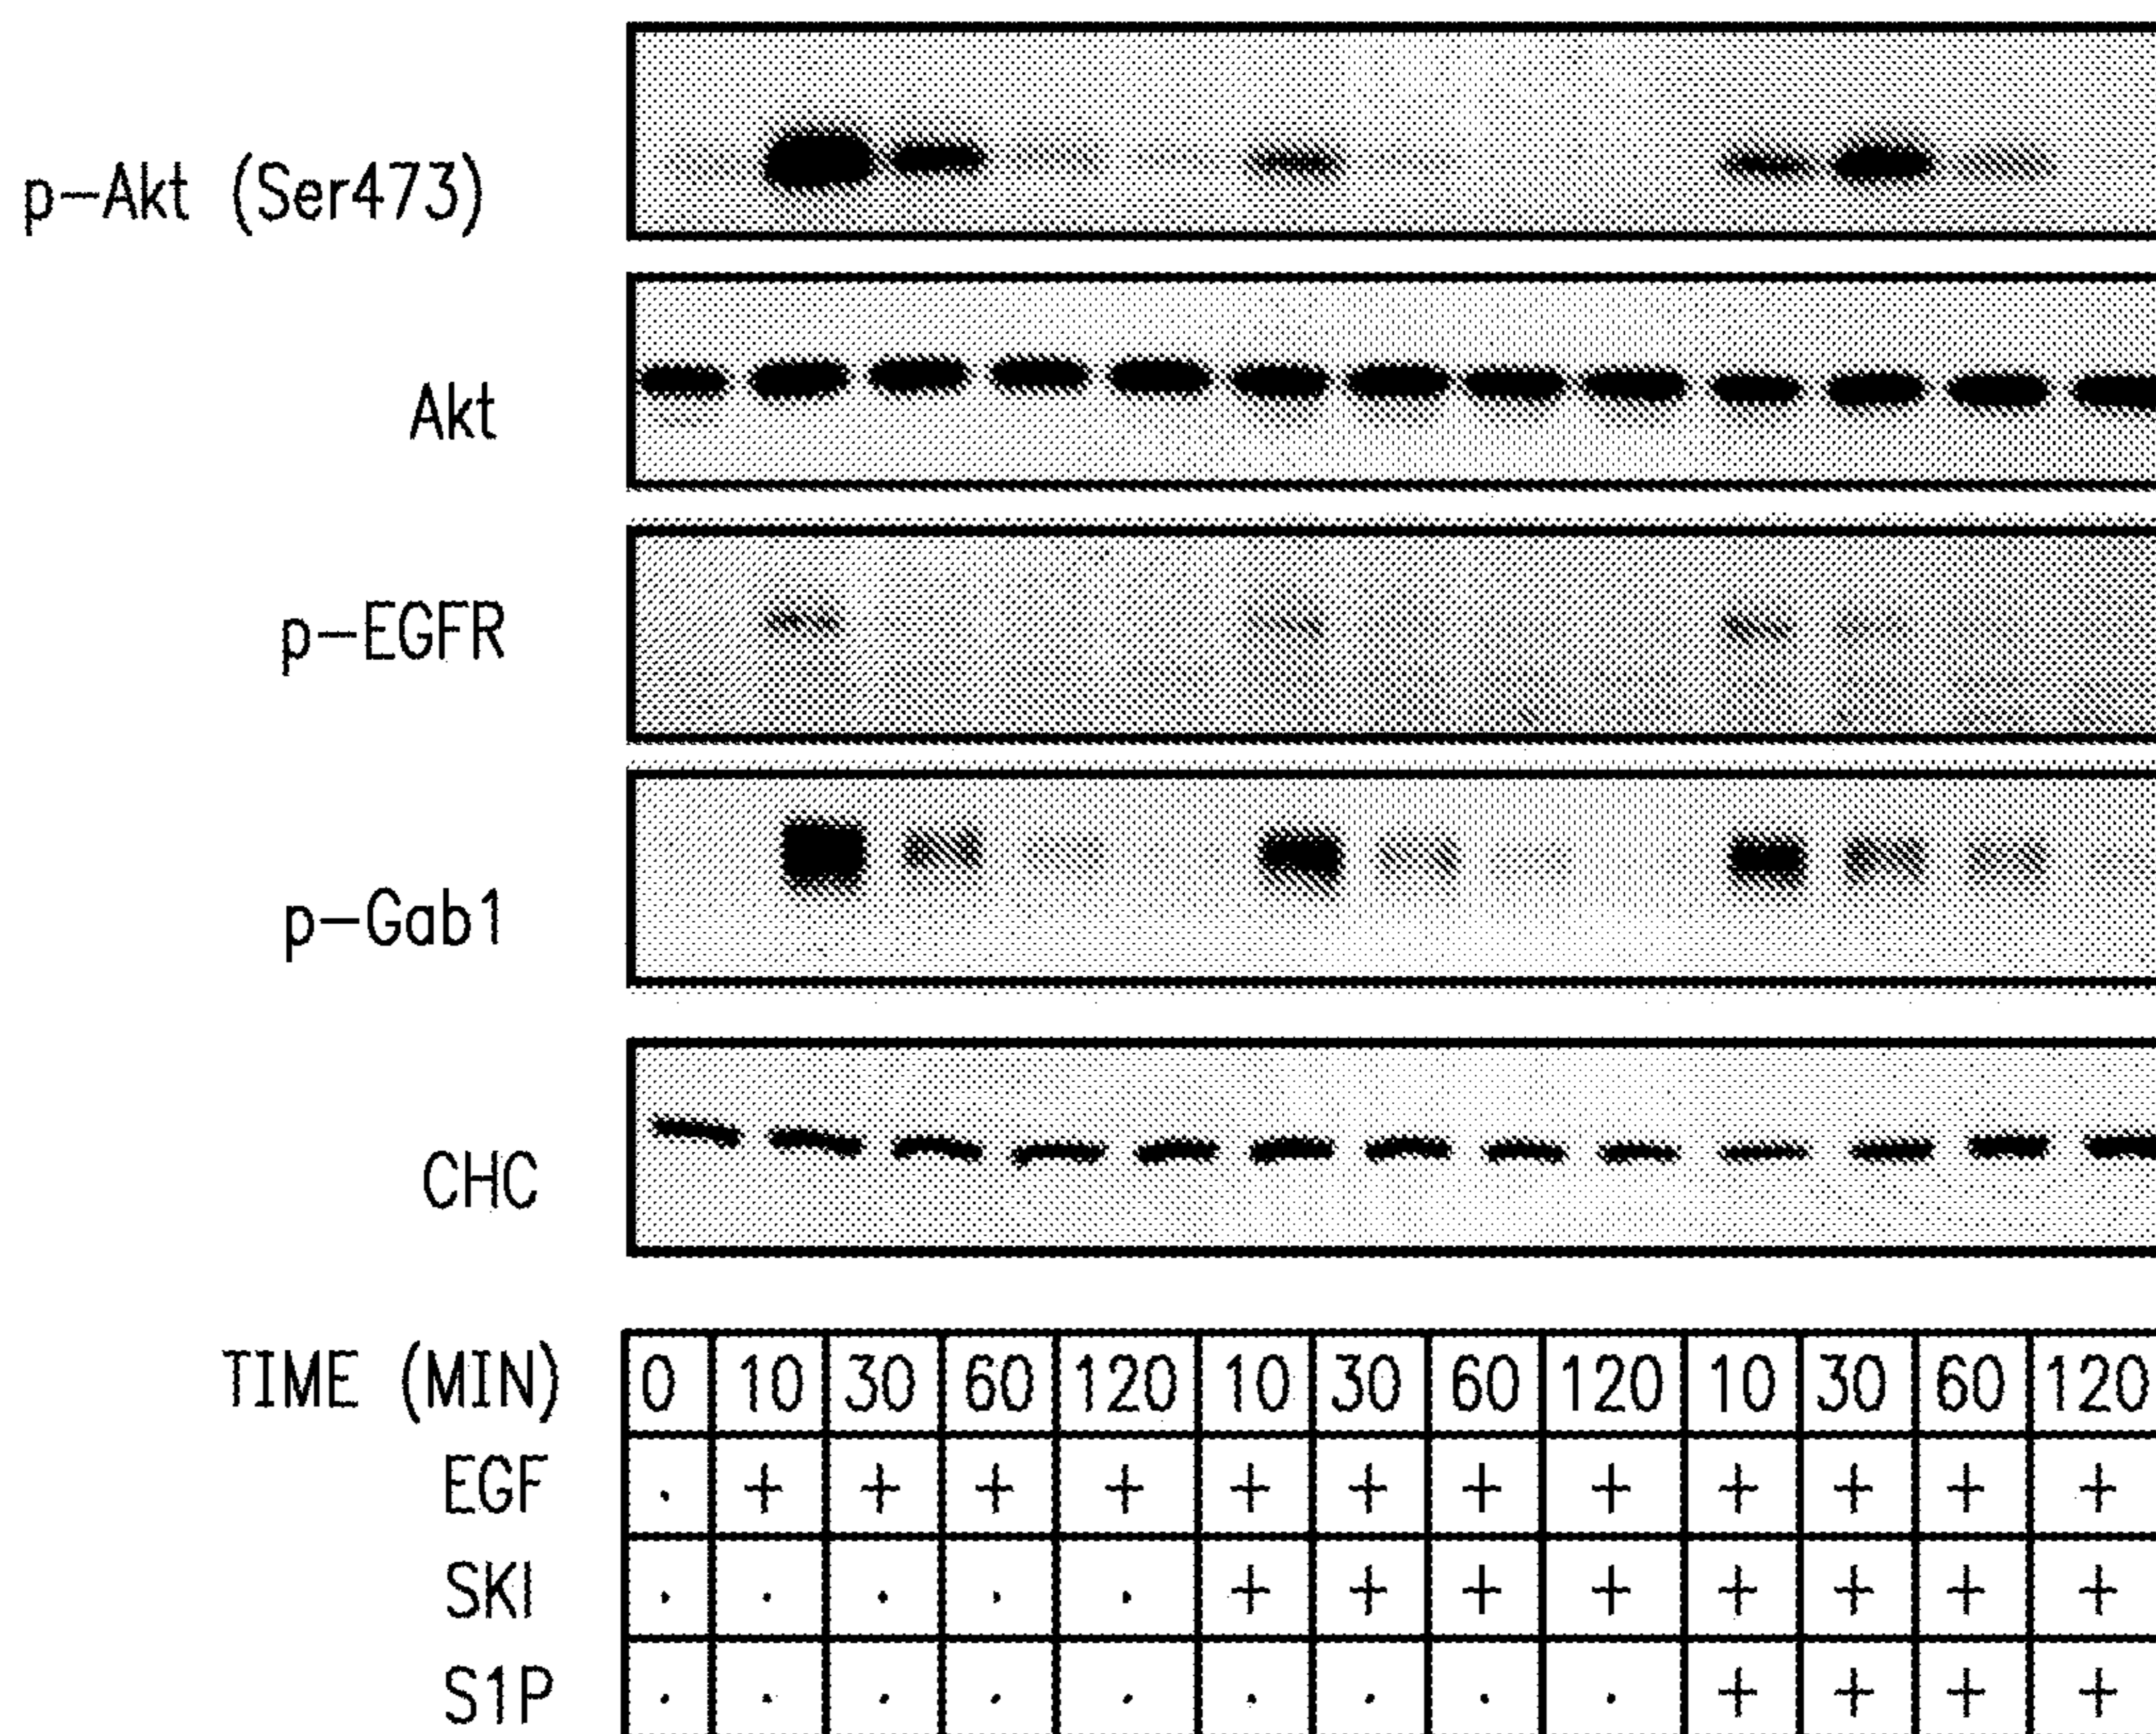 p-Akt (Ser473)
Akt
p-EGFR
p-Gab1
CHC
TIME (MIN) 0 10 30 60 120 10 30 60 120 10 30 60 120
EGF . + + + + + + + + + + + +
SKI . . . . . + + + + + + + +
S1P . . . . . . . . . + + + +